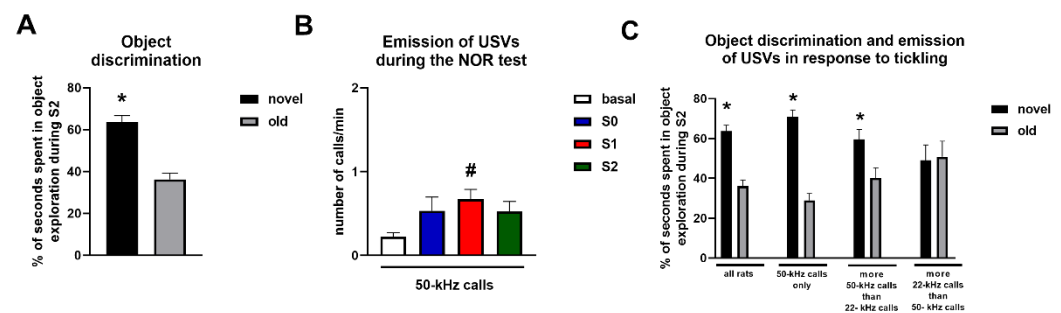 A
Object
discrimination
% of seconds spent in object
exploration during S2
80
60
40
20
0
*
novel
old
B
Emission of USVs
during the NOR test
number of calls/min
2
1
0
#
50-kHz calls
basal
S0
S1
S2
C
Object discrimination and emission
of USVs in response to tickling
% of seconds spent in object
exploration during S2
80
60
40
20
0
*
*
*
all rats
50-kHz calls
only
more
50-kHz calls
than
22- kHz calls
more
22-kHz calls
than
50- kHz calls
novel
old